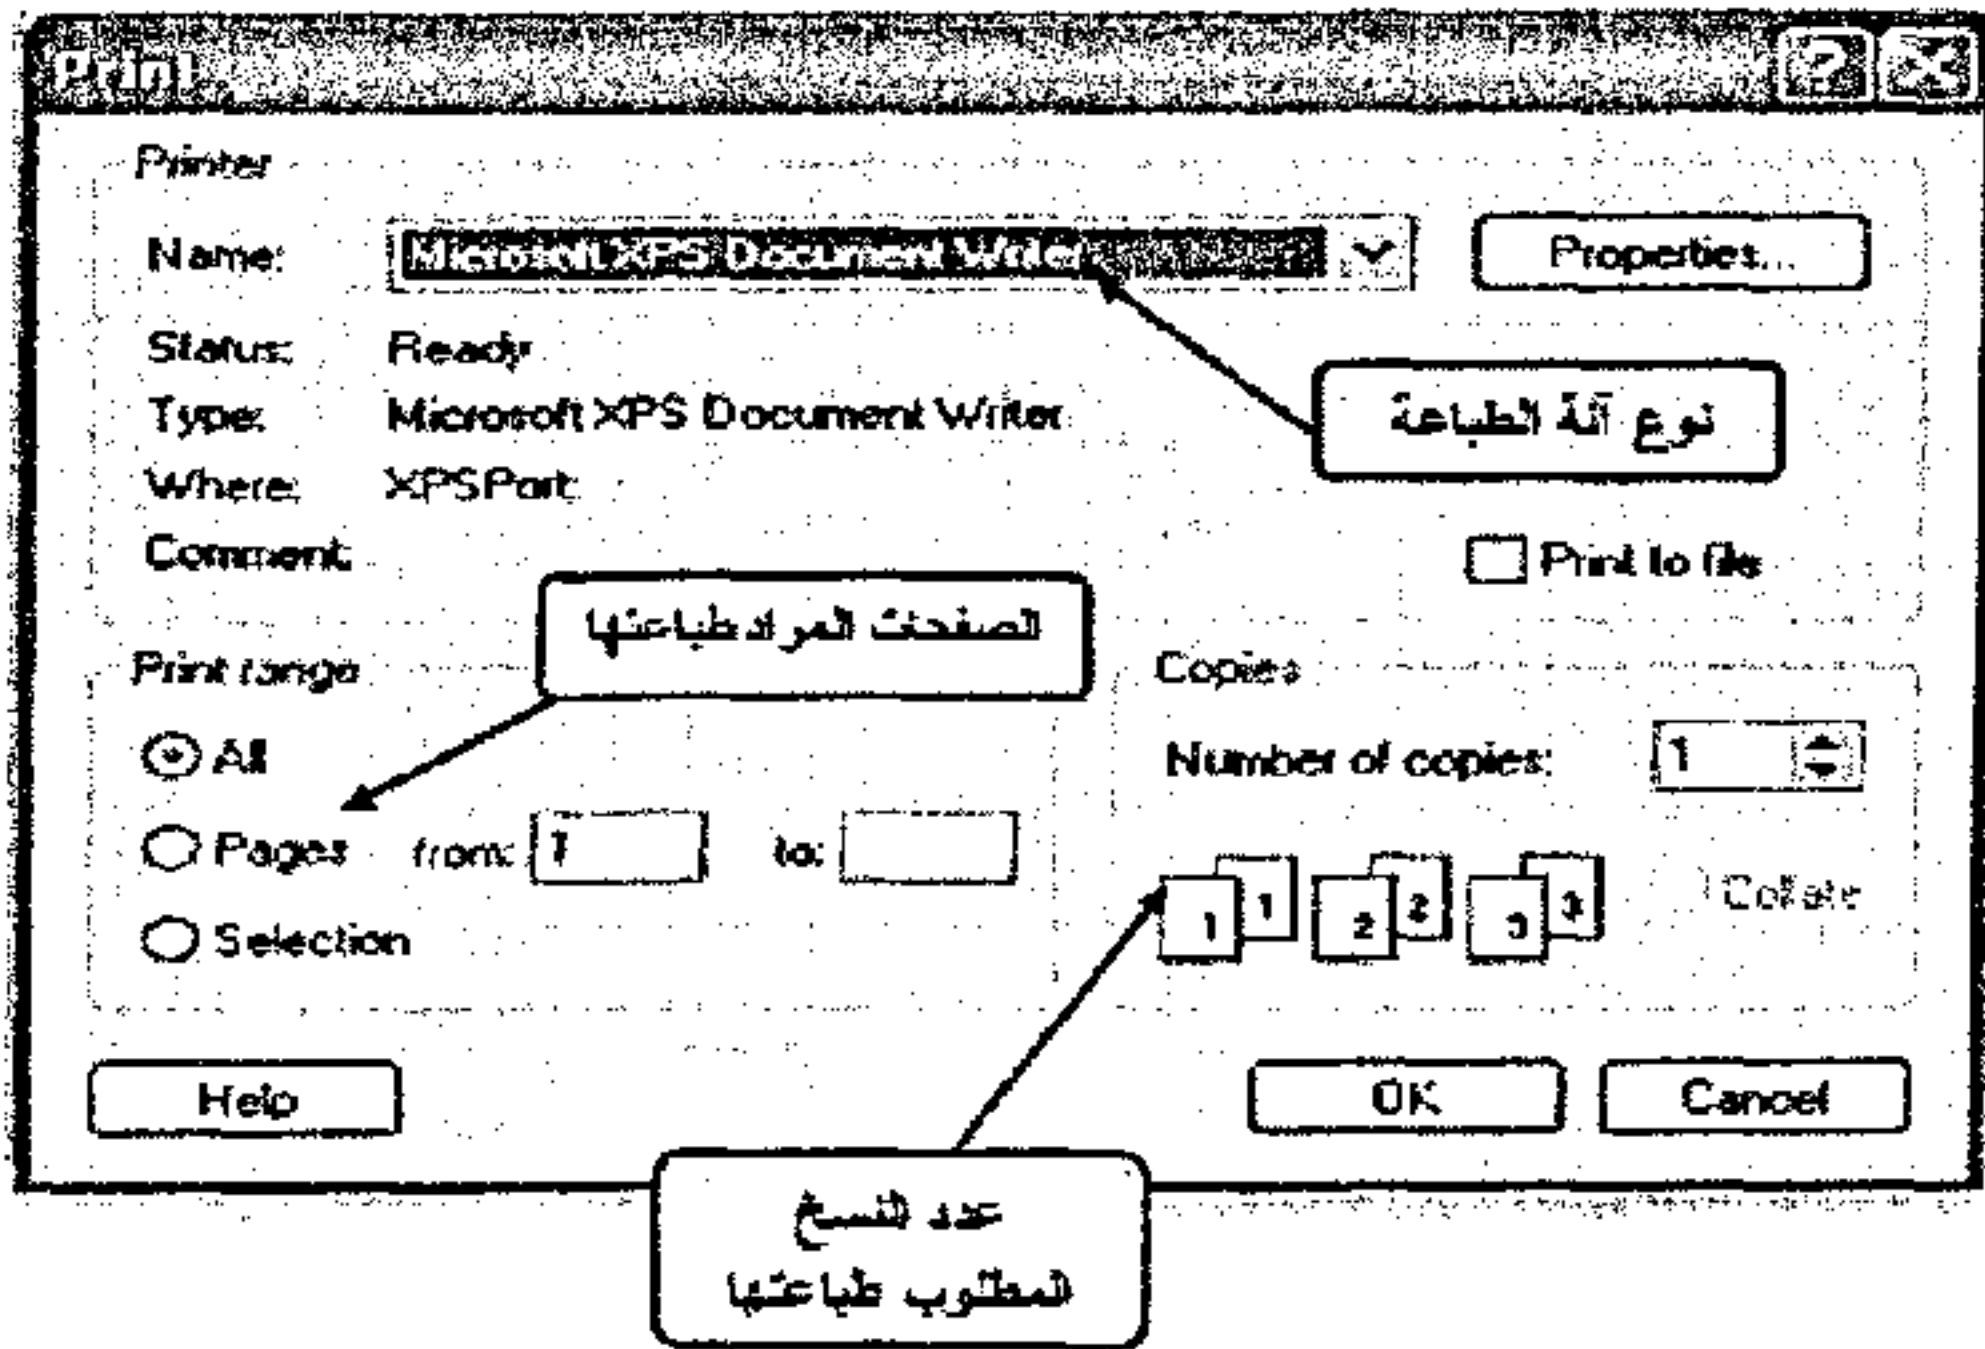 Print
Printer
Name: Microsoft XPS Document Writer Properties...
Status: Ready
نوع آلة الطباعة
Type: Microsoft XPS Document Writer
Where: XPSPort:
Comment: Print to file
الصفحات المراد طباعتها
Print range
Copies
All
Number of copies: 1
Pages from: 1 to:
1 1 2 2 3 3 Collate
Selection
Help OK Cancel
عدد النسخ
المطلوب طباعتها